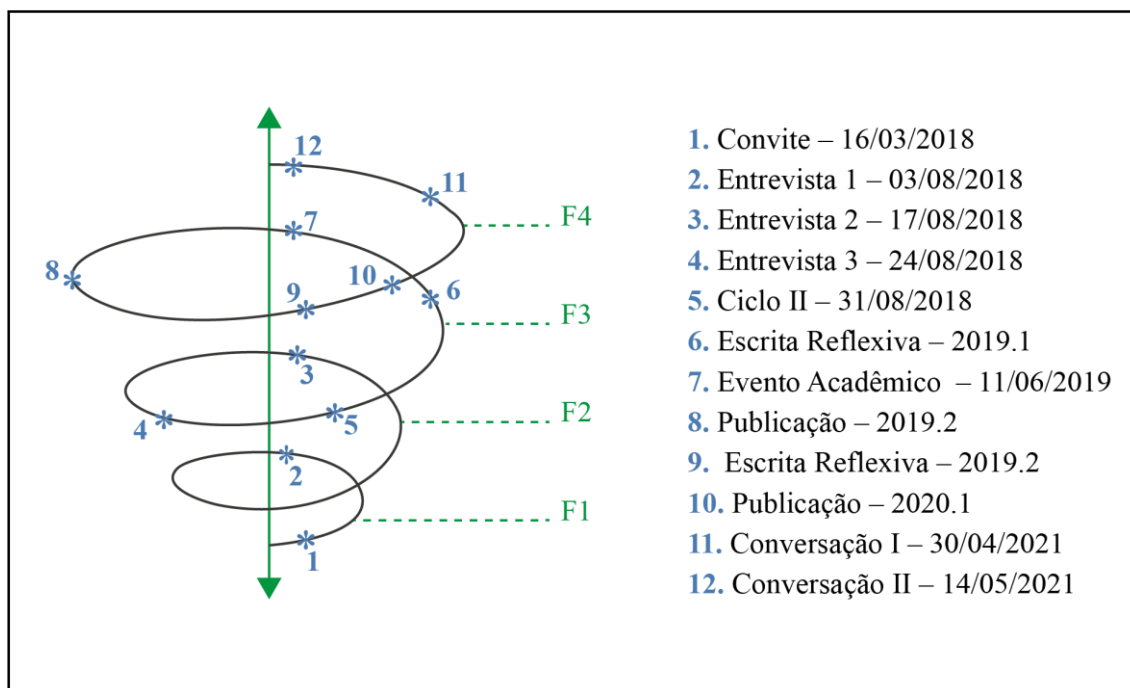 12
11
7
F4
8
10
6
9
F3
3
4
5
F2
2
F1
1
1. Convite – 16/03/2018
2. Entrevista 1 – 03/08/2018
3. Entrevista 2 – 17/08/2018
4. Entrevista 3 – 24/08/2018
5. Ciclo II – 31/08/2018
6. Escrita Reflexiva – 2019.1
7. Evento Acadêmico – 11/06/2019
8. Publicação – 2019.2
9. Escrita Reflexiva – 2019.2
10. Publicação – 2020.1
11. Conversação I – 30/04/2021
12. Conversação II – 14/05/2021